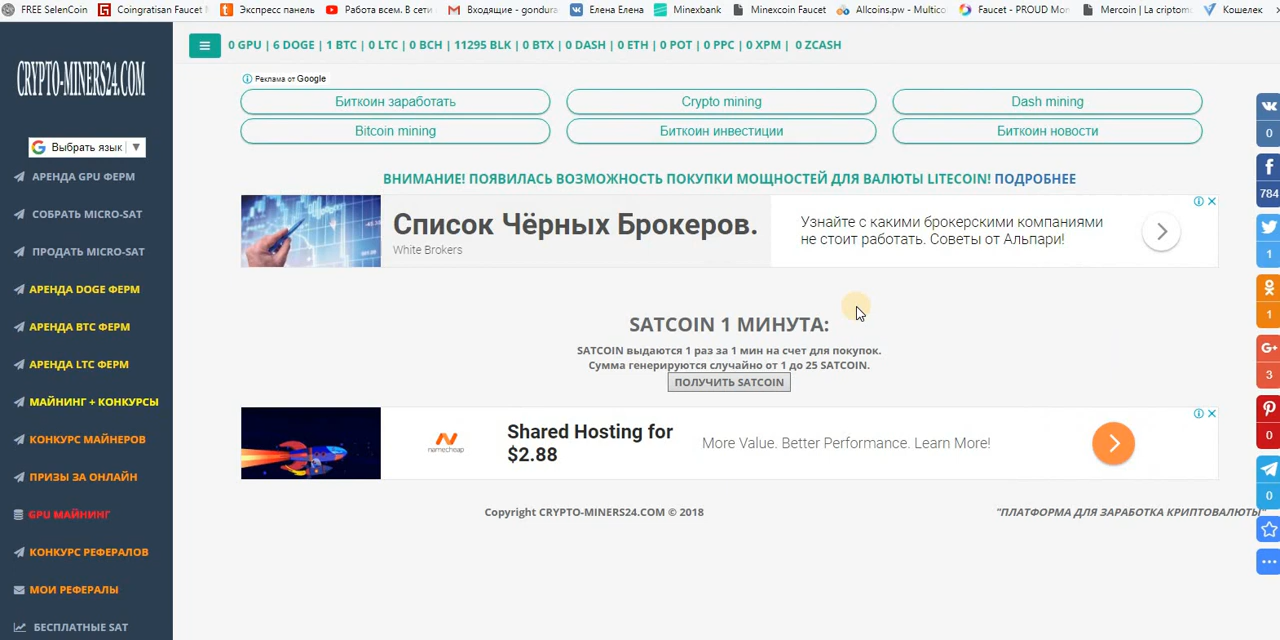 FREE SelenCoin
Coingratisan Faucet
Экспресс панель
Работа всем. В сети
Входящие - gondura
Елена Елена
Minexbank
Minexcoin Faucet
Allcoins.pw - Multico
Faucet - PROUD Mon
Mercoin | La criptom
Кошелек
CRYPTO-MINERS24.COM
0 GPU | 6 DOGE | 1 BTC | 0 LTC | 0 BCH | 11295 BLK | 0 BTX | 0 DASH | 0 ETH | 0 POT | 0 PPC | 0 XPM | 0 ZCASH
Реклама от Google
Биткоин заработать
Crypto mining
Dash mining
Bitcoin mining
Биткоин инвестиции
Биткоин новости
Выбрать язык
АРЕНДА GPU ФЕРМ
СОБРАТЬ MICRO-SAT
ПРОДАТЬ MICRO-SAT
АРЕНДА DOGE ФЕРМ
АРЕНДА BTC ФЕРМ
АРЕНДА LTC ФЕРМ
МАЙНИНГ + КОНКУРСЫ
КОНКУРС МАЙНЕРОВ
ПРИЗЫ ЗА ОНЛАЙН
GPU МАЙНИНГ
КОНКУРС РЕФЕРАЛОВ
МОИ РЕФЕРАЛЫ
БЕСПЛАТНЫЕ SAT
ВНИМАНИЕ! ПОЯВИЛАСЬ ВОЗМОЖНОСТЬ ПОКУПКИ МОЩНОСТЕЙ ДЛЯ ВАЛЮТЫ LITECOIN! ПОДРОБНЕЕ
Список Чёрных Брокеров.
White Brokers
Узнайте с какими брокерскими компаниями
не стоит работать. Советы от Альпари!
SATCOIN 1 МИНУТА:
SATCOIN выдаются 1 раз за 1 мин на счет для покупок.
Сумма генерируются случайно от 1 до 25 SATCOIN.
ПОЛУЧИТЬ SATCOIN
namecheap
Shared Hosting for
$2.88
More Value. Better Performance. Learn More!
Copyright CRYPTO-MINERS24.COM © 2018
"ПЛАТФОРМА ДЛЯ ЗАРАБОТКА КРИПТОВАЛЮТЫ"
0
784
1
1
G+
3
0
0